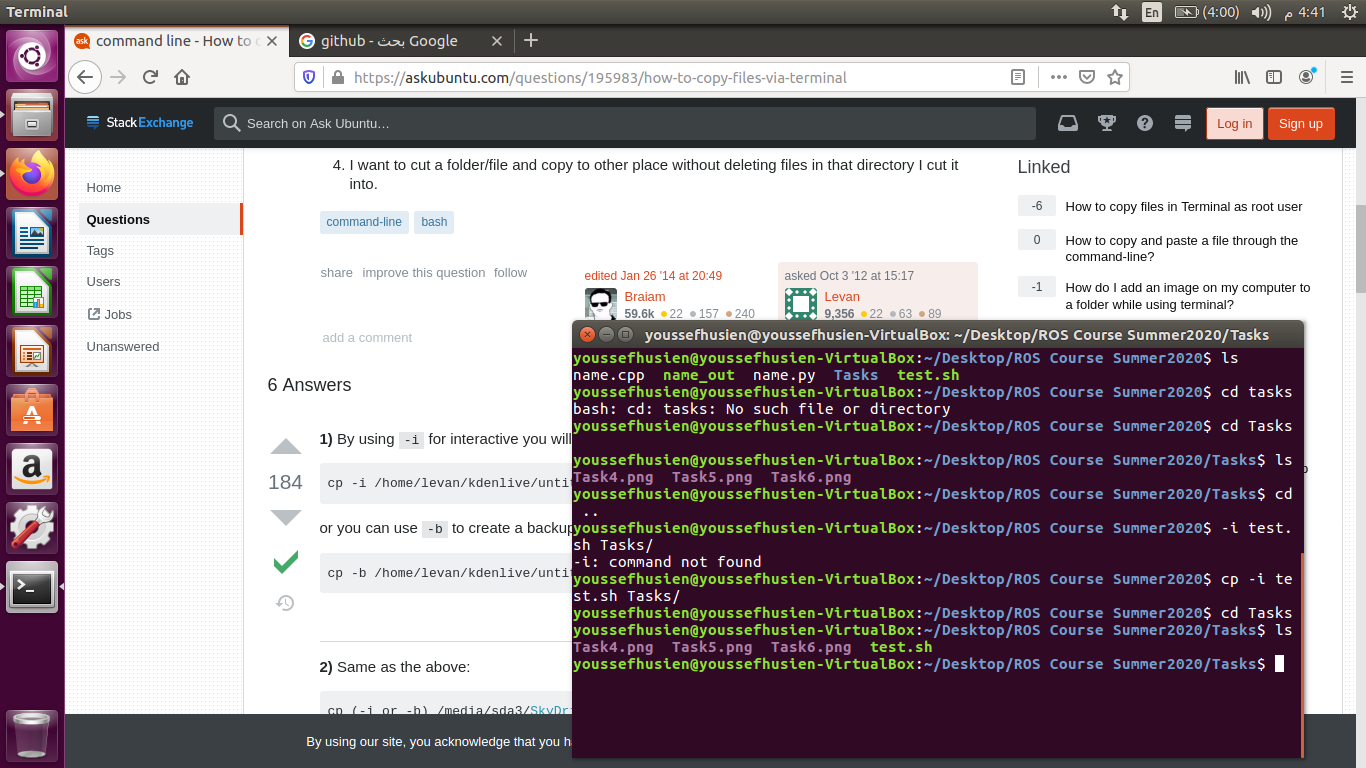 Terminal
En (4:00) 4:41 م
command line - How to c
github - بحث Google
https://askubuntu.com/questions/195983/how-to-copy-files-via-terminal
StackExchange
Search on Ask Ubuntu…
Log in
Sign up
Home
Questions
Tags
Users
Jobs
Unanswered
4. I want to cut a folder/file and copy to other place without deleting files in that directory I cut it
into.
command-line bash
share improve this question follow
edited Jan 26 '14 at 20:49
Braiam
59.6k 22 157 240
asked Oct 3 '12 at 15:17
Levan
9,356 22 63 89
add a comment
6 Answers
184
1) By using -i for interactive you will
cp -i /home/levan/kdenlive/untit
or you can use -b to create a backup
cp -b /home/levan/kdenlive/untit
2) Same as the above:
cp (-i or -b) /media/sda3/SkyDr
By using our site, you acknowledge that you ha
Linked
-6 How to copy files in Terminal as root user
0 How to copy and paste a file through the
command-line?
-1 How do I add an image on my computer to
a folder while using terminal?
youssefhusien@youssefhusien-VirtualBox: ~/Desktop/ROS Course Summer2020/Tasks
youssefhusien@youssefhusien-VirtualBox:~/Desktop/ROS Course Summer2020$ ls
name.cpp name_out name.py Tasks test.sh
youssefhusien@youssefhusien-VirtualBox:~/Desktop/ROS Course Summer2020$ cd tasks
bash: cd: tasks: No such file or directory
youssefhusien@youssefhusien-VirtualBox:~/Desktop/ROS Course Summer2020$ cd Tasks
youssefhusien@youssefhusien-VirtualBox:~/Desktop/ROS Course Summer2020/Tasks$ ls
Task4.png Task5.png Task6.png
youssefhusien@youssefhusien-VirtualBox:~/Desktop/ROS Course Summer2020/Tasks$ cd
..
youssefhusien@youssefhusien-VirtualBox:~/Desktop/ROS Course Summer2020$ -i test.
sh Tasks/
-i: command not found
youssefhusien@youssefhusien-VirtualBox:~/Desktop/ROS Course Summer2020$ cp -i te
st.sh Tasks/
youssefhusien@youssefhusien-VirtualBox:~/Desktop/ROS Course Summer2020$ cd Tasks
youssefhusien@youssefhusien-VirtualBox:~/Desktop/ROS Course Summer2020/Tasks$ ls
Task4.png Task5.png Task6.png test.sh
youssefhusien@youssefhusien-VirtualBox:~/Desktop/ROS Course Summer2020/Tasks$